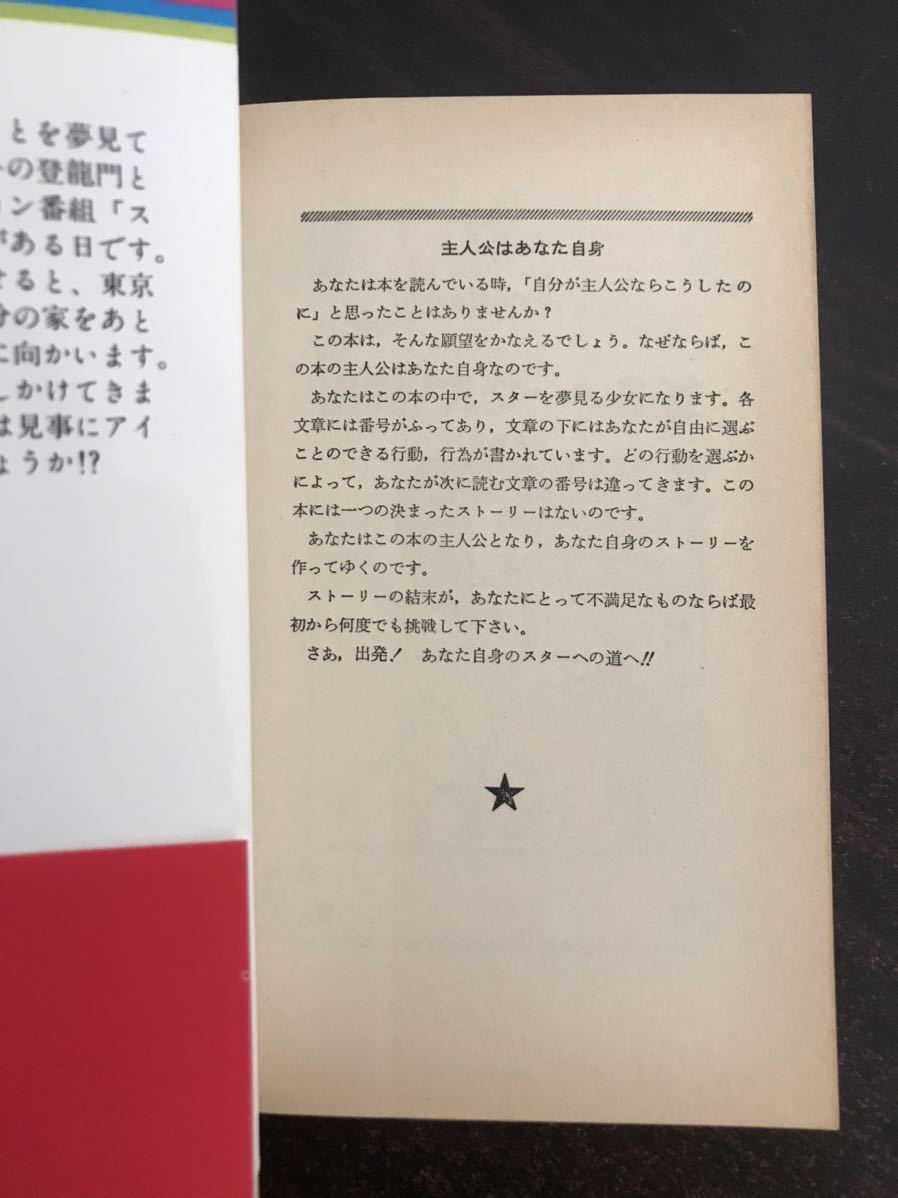 とを夢見て
の登龍門と
ン番組「ス
がある日です。
すると、東京
分の家をあと
に向かいます。
しかけてきま
は見事にアイ
ょうか!?
主人公はあなた自身
あなたは本を読んでいる時，「自分が主人公ならこうしたの
に」と思ったことはありませんか？
この本は，そんな願望をかなえるでしょう。なぜならば，こ
の本の主人公はあなた自身なのです。
あなたはこの本の中で，スターを夢見る少女になります。各
文章には番号がふってあり，文章の下にはあなたが自由に選ぶ
ことのできる行動，行為が書かれています。どの行動を選ぶか
によって，あなたが次に読む文章の番号は違ってきます。この
本には一つの決まったストーリーはないのです。
あなたはこの本の主人公となり，あなた自身のストーリーを
作ってゆくのです。
ストーリーの結末が，あなたにとって不満足なものならば最
初から何度でも挑戦して下さい。
さあ，出発！　あなた自身のスターへの道へ!!